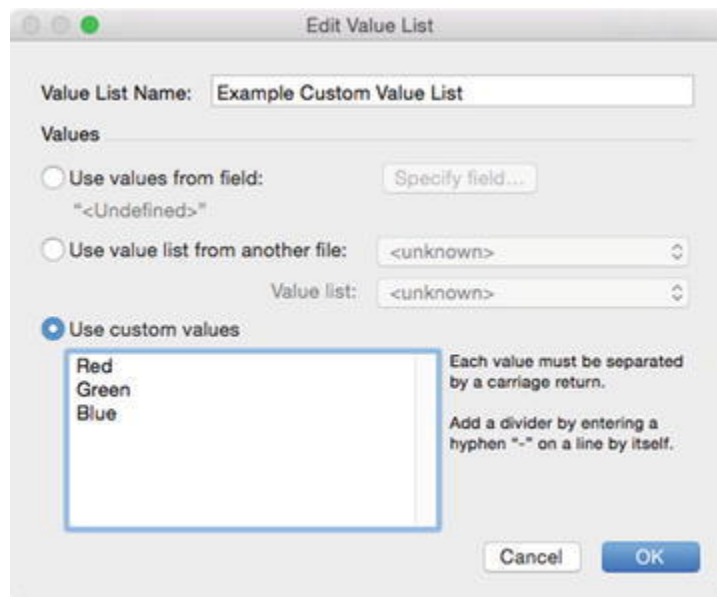 Edit Value List
Value List Name: Example Custom Value List
Values
Use values from field: Specify field...
"<Undefined>"
Use value list from another file: <unknown>
Value list: <unknown>
Use custom values
Red
Green
Blue
Each value must be separated
by a carriage return.
Add a divider by entering a
hyphen "-" on a line by itself.
Cancel OK